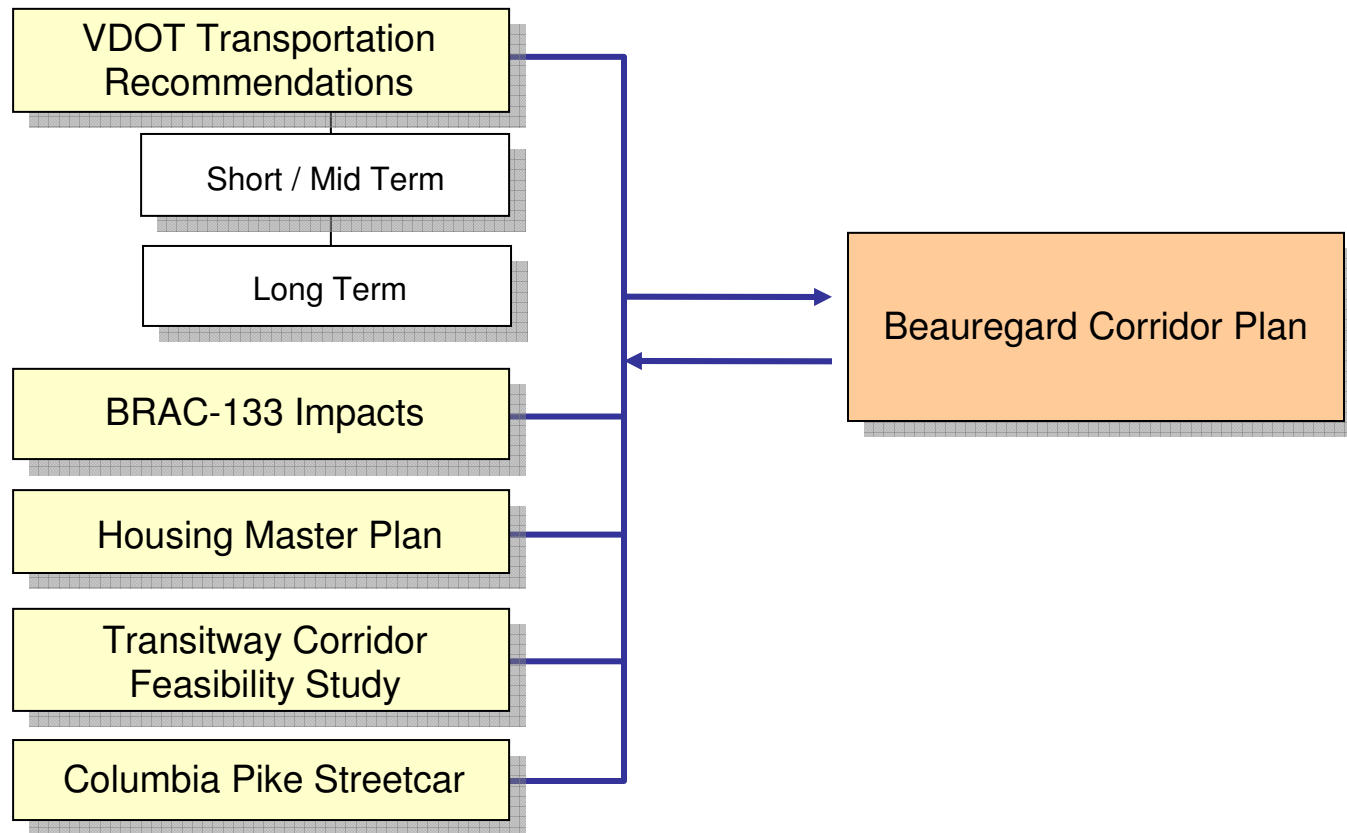 VDOT Transportation
Recommendations
Short / Mid Term
Long Term
BRAC-133 Impacts
Housing Master Plan
Transitway Corridor
Feasibility Study
Columbia Pike Streetcar
Beauregard Corridor Plan